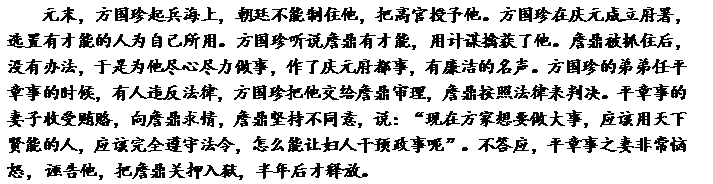 元末，方国珍起兵海上，朝廷不能制住他，把高官授予他。方国珍在庆元成立府署，
选置有才能的人为自己所用。方国珍听说詹鼎有才能，用计谋擒获了他。詹鼎被抓住后，
没有办法，于是为他尽心尽力做事，作了庆元府都事，有廉洁的名声。方国珍的弟弟任平
章事的时候，有人违反法律，方国珍把他交给詹鼎审理，詹鼎按照法律来判决。平章事的
妻子收受贿赂，向詹鼎求情，詹鼎坚持不同意，说：“现在方家想要做大事，应该用天下
贤能的人，应该完全遵守法令，怎么能让妇人干预政事呢”。不答应，平章事之妻非常恼
怒，诬告他，把詹鼎关押入狱，半年后才释放。